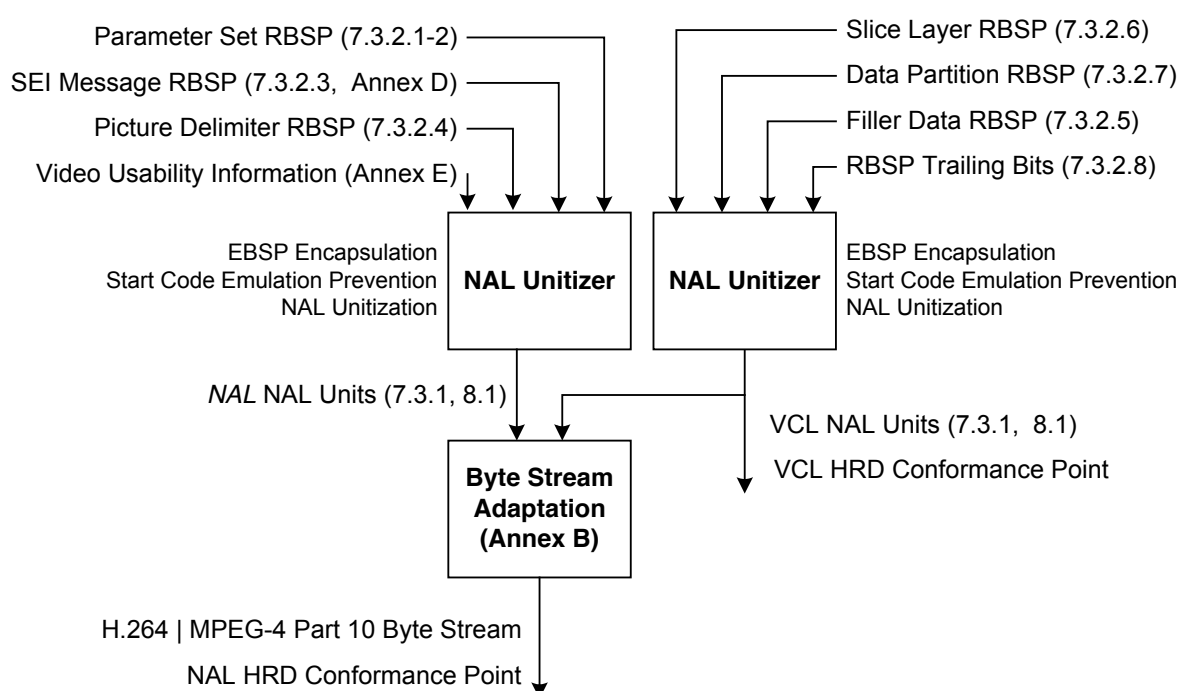 Parameter Set RBSP (7.3.2.1-2)
SEI Message RBSP (7.3.2.3, Annex D)
Picture Delimiter RBSP (7.3.2.4)
Video Usability Information (Annex E)
Slice Layer RBSP (7.3.2.6)
Data Partition RBSP (7.3.2.7)
Filler Data RBSP (7.3.2.5)
RBSP Trailing Bits (7.3.2.8)
EBSP Encapsulation
Start Code Emulation Prevention
NAL Unitization
NAL Unitizer
NAL Unitizer
EBSP Encapsulation
Start Code Emulation Prevention
NAL Unitization
NAL NAL Units (7.3.1, 8.1)
VCL NAL Units (7.3.1, 8.1)
VCL HRD Conformance Point
Byte Stream
Adaptation
(Annex B)
H.264 | MPEG-4 Part 10 Byte Stream
NAL HRD Conformance Point